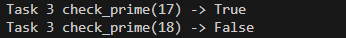 Task 3 check_prime(17) -> True
Task 3 check_prime(18) -> False